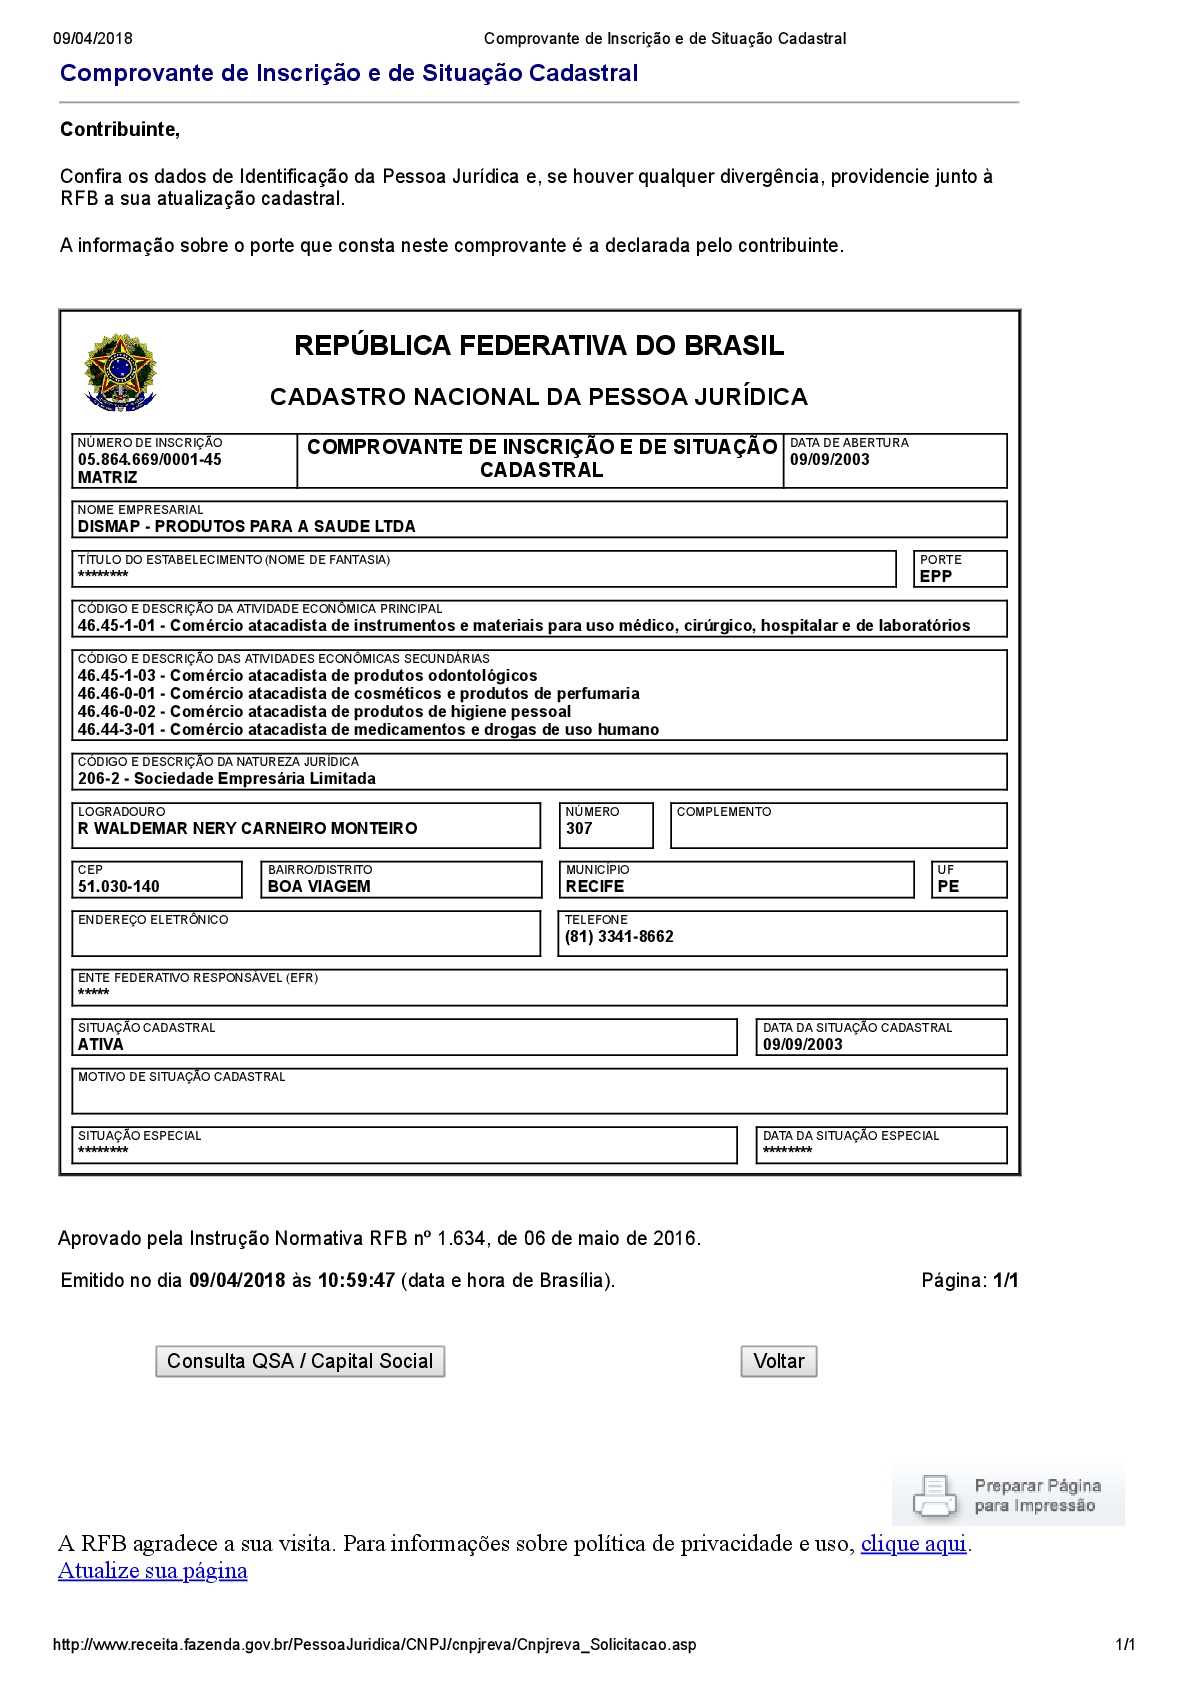 09/04/2018 Comprovante de Inscrição e de Situação Cadastral
Comprovante de Inscrição e de Situação Cadastral
Contribuinte,
Confira os dados de Identificação da Pessoa Jurídica e, se houver qualquer divergência, providencie junto à
RFB a sua atualização cadastral.
A informação sobre o porte que consta neste comprovante é a declarada pelo contribuinte.
REPÚBLICA FEDERATIVA DO BRASIL
CADASTRO NACIONAL DA PESSOA JURÍDICA
NÚMERO DE INSCRIÇÃO
05.864.669/0001-45
MATRIZ
COMPROVANTE DE INSCRIÇÃO E DE SITUAÇÃO
CADASTRAL
DATA DE ABERTURA
09/09/2003
NOME EMPRESARIAL
DISMAP - PRODUTOS PARA A SAUDE LTDA
TÍTULO DO ESTABELECIMENTO (NOME DE FANTASIA)
********
PORTE
EPP
CÓDIGO E DESCRIÇÃO DA ATIVIDADE ECONÔMICA PRINCIPAL
46.45-1-01 - Comércio atacadista de instrumentos e materiais para uso médico, cirúrgico, hospitalar e de laboratórios
CÓDIGO E DESCRIÇÃO DAS ATIVIDADES ECONÔMICAS SECUNDÁRIAS
46.45-1-03 - Comércio atacadista de produtos odontológicos
46.46-0-01 - Comércio atacadista de cosméticos e produtos de perfumaria
46.46-0-02 - Comércio atacadista de produtos de higiene pessoal
46.44-3-01 - Comércio atacadista de medicamentos e drogas de uso humano
CÓDIGO E DESCRIÇÃO DA NATUREZA JURÍDICA
206-2 - Sociedade Empresária Limitada
LOGRADOURO
R WALDEMAR NERY CARNEIRO MONTEIRO
NÚMERO
307
COMPLEMENTO
CEP
51.030-140
BAIRRO/DISTRITO
BOA VIAGEM
MUNICÍPIO
RECIFE
UF
PE
ENDEREÇO ELETRÔNICO
TELEFONE
(81) 3341-8662
ENTE FEDERATIVO RESPONSÁVEL (EFR)
*****
SITUAÇÃO CADASTRAL
ATIVA
DATA DA SITUAÇÃO CADASTRAL
09/09/2003
MOTIVO DE SITUAÇÃO CADASTRAL
SITUAÇÃO ESPECIAL
********
DATA DA SITUAÇÃO ESPECIAL
********
Aprovado pela Instrução Normativa RFB nº 1.634, de 06 de maio de 2016.
Emitido no dia 09/04/2018 às 10:59:47 (data e hora de Brasília). Página: 1/1
Consulta QSA / Capital Social Voltar
Preparar Página
para Impressão
A RFB agradece a sua visita. Para informações sobre política de privacidade e uso, clique aqui.
Atualize sua página
http://www.receita.fazenda.gov.br/PessoaJuridica/CNPJ/cnpjreva/Cnpjreva_Solicitacao.asp 1/1